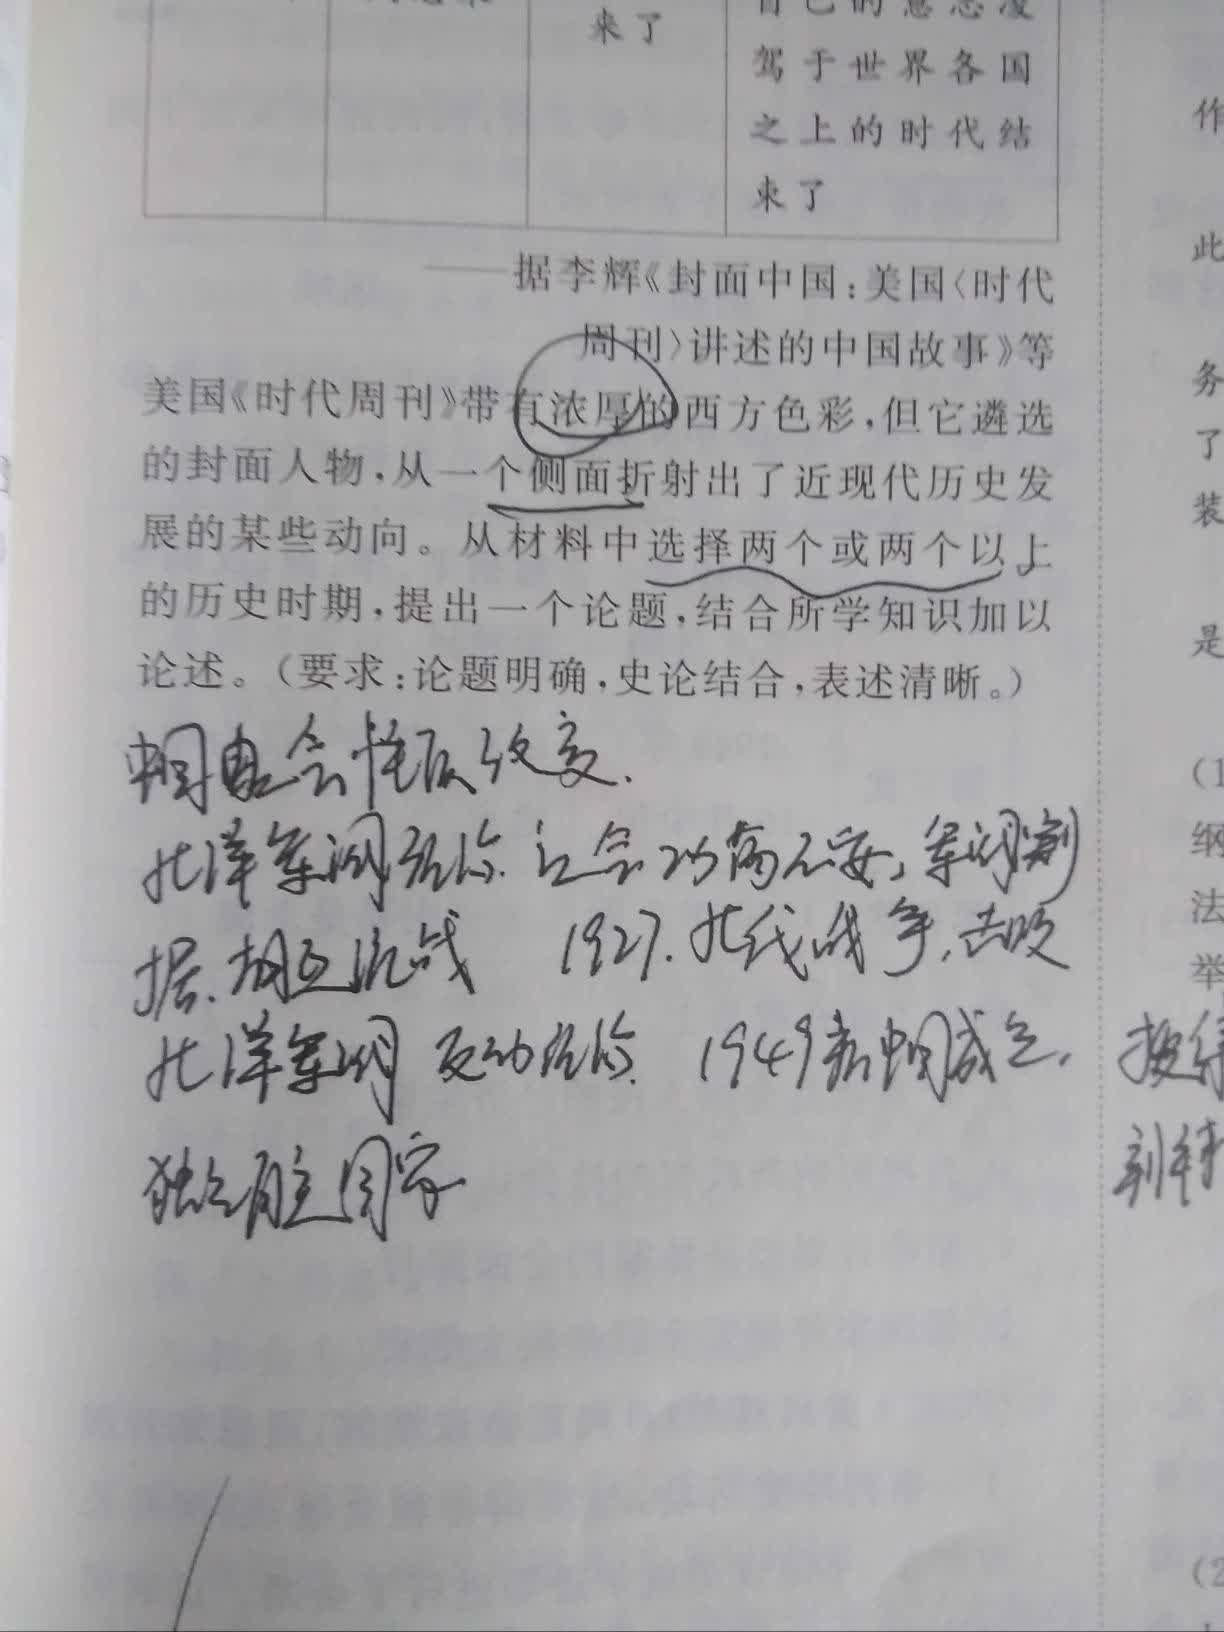 来了
自己的意志凌
驾于世界各国
之上的时代结
来了
——据李辉《封面中国:美国〈时代
周刊〉讲述的中国故事》等
美国《时代周刊》带有浓厚的西方色彩,但它遴选
的封面人物,从一个侧面折射出了近现代历史发
展的某些动向。从材料中选择两个或两个以上
的历史时期,提出一个论题,结合所学知识加以
论述。(要求:论题明确,史论结合,表述清晰。)
中国社会性质改变.
北洋军阀统治 社会动荡不安,军阀割
据.相互混战 1927.北伐战争,击败
北洋军阀 反动统治. 1949新中国成立,
独立自主国家
作
此
务
了
装
是
(1
纲
法
举
(2